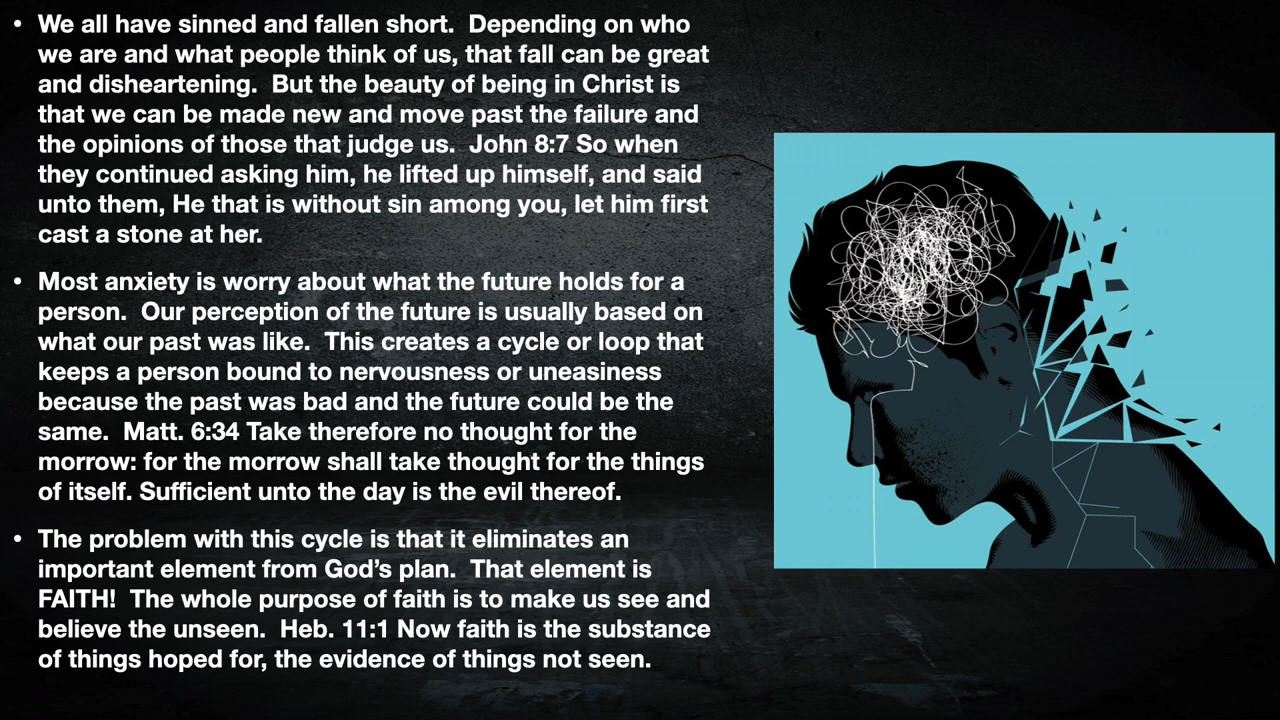 • We all have sinned and fallen short.  Depending on who
we are and what people think of us, that fall can be great
and disheartening.  But the beauty of being in Christ is
that we can be made new and move past the failure and
the opinions of those that judge us.  John 8:7 So when
they continued asking him, he lifted up himself, and said
unto them, He that is without sin among you, let him first
cast a stone at her.
• Most anxiety is worry about what the future holds for a
person.  Our perception of the future is usually based on
what our past was like.  This creates a cycle or loop that
keeps a person bound to nervousness or uneasiness
because the past was bad and the future could be the
same.  Matt. 6:34 Take therefore no thought for the
morrow: for the morrow shall take thought for the things
of itself. Sufficient unto the day is the evil thereof.
• The problem with this cycle is that it eliminates an
important element from God’s plan.  That element is
FAITH!  The whole purpose of faith is to make us see and
believe the unseen.  Heb. 11:1 Now faith is the substance
of things hoped for, the evidence of things not seen.